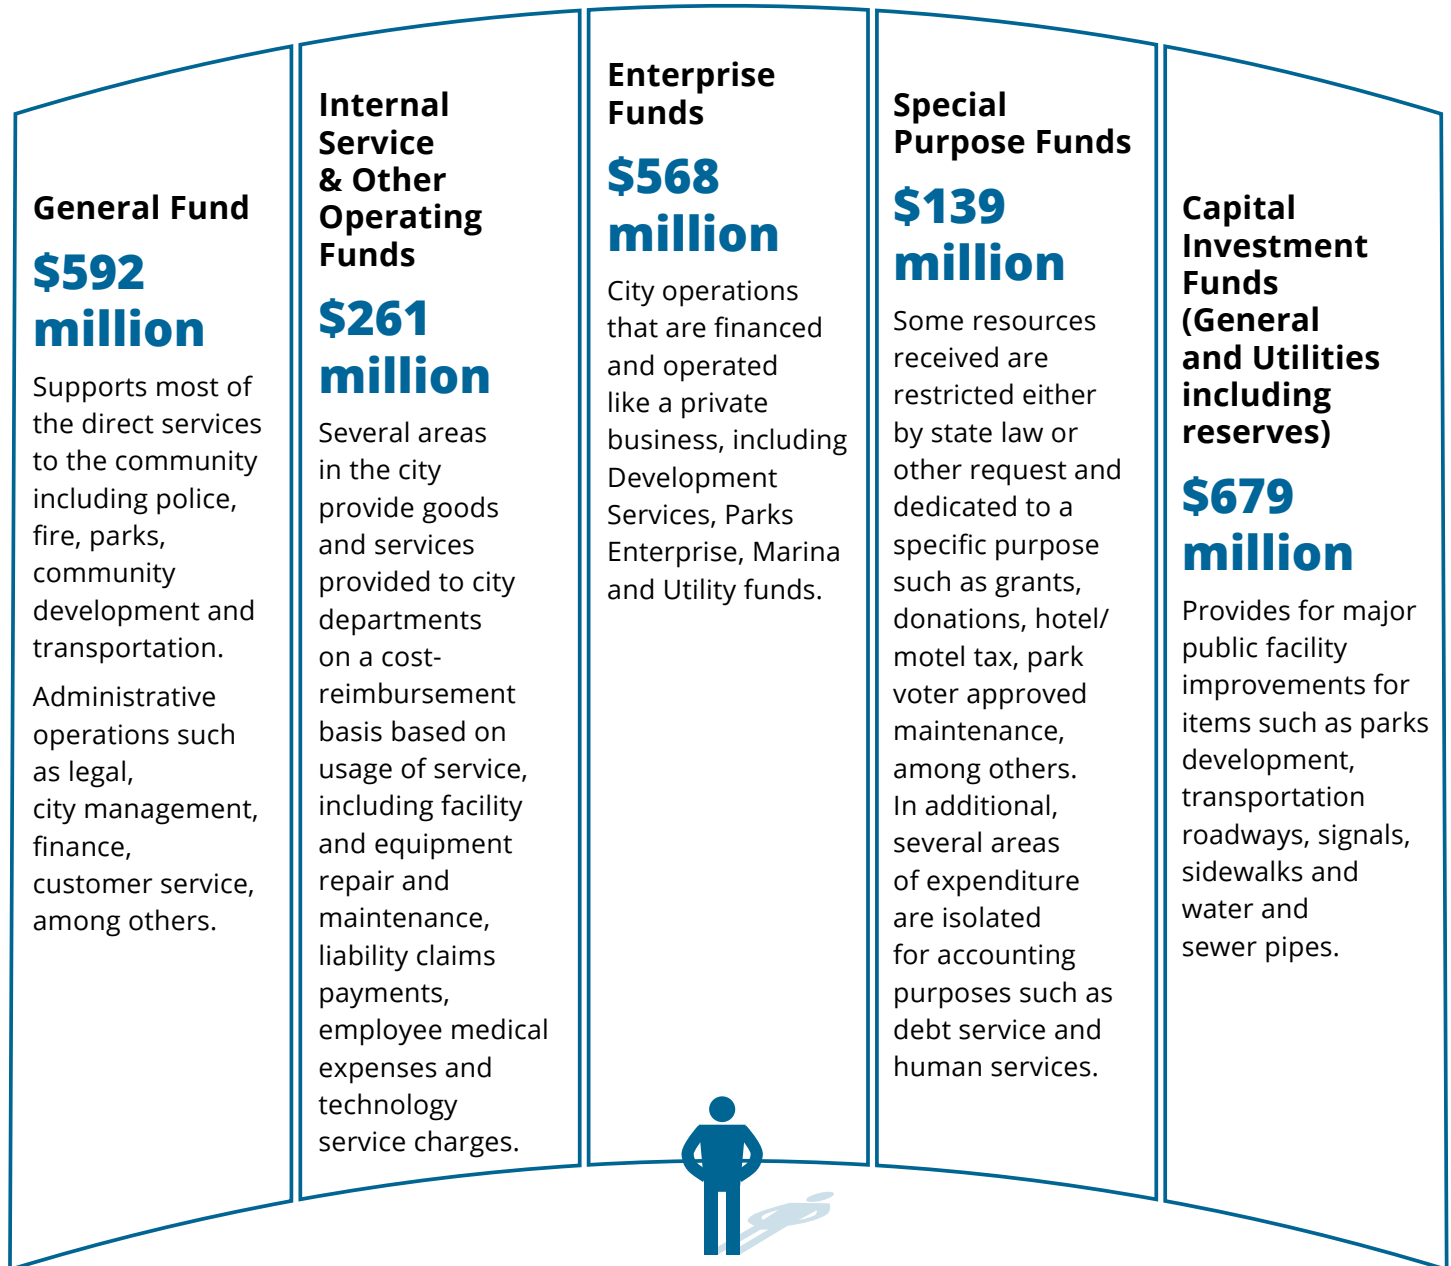 General Fund
$592
million
Supports most of
the direct services
to the community
including police,
fire, parks,
community
development and
transportation.
Administrative
operations such
as legal,
city management,
finance,
customer service,
among others.
Internal
Service
& Other
Operating
Funds
$261
million
Several areas
in the city
provide goods
and services
provided to city
departments
on a cost-
reimbursement
basis based on
usage of service,
including facility
and equipment
repair and
maintenance,
liability claims
payments,
employee medical
expenses and
technology
service charges.
Enterprise
Funds
$568
million
City operations
that are financed
and operated
like a private
business, including
Development
Services, Parks
Enterprise, Marina
and Utility funds.
Special
Purpose Funds
$139
million
Some resources
received are
restricted either
by state law or
other request and
dedicated to a
specific purpose
such as grants,
donations, hotel/
motel tax, park
voter approved
maintenance,
among others.
In additional,
several areas
of expenditure
are isolated
for accounting
purposes such as
debt service and
human services.
Capital
Investment
Funds
(General
and Utilities
including
reserves)
$679
million
Provides for major
public facility
improvements for
items such as parks
development,
transportation
roadways, signals,
sidewalks and
water and
sewer pipes.